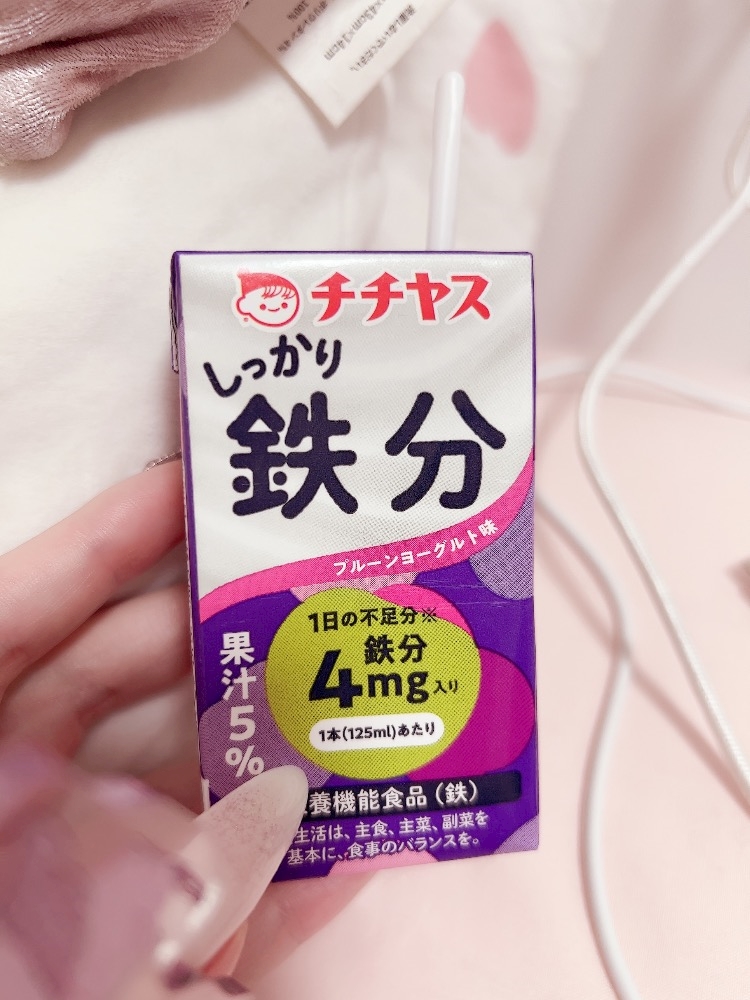 チチヤス
しっかり
鉄分
プルーンヨーグルト味
1日の不足分※
鉄分
4mg入り
1本(125ml)あたり
果汁5%
養機能食品(鉄)
生活は、主食、主菜、副菜を
基本に、食事のバランスを。